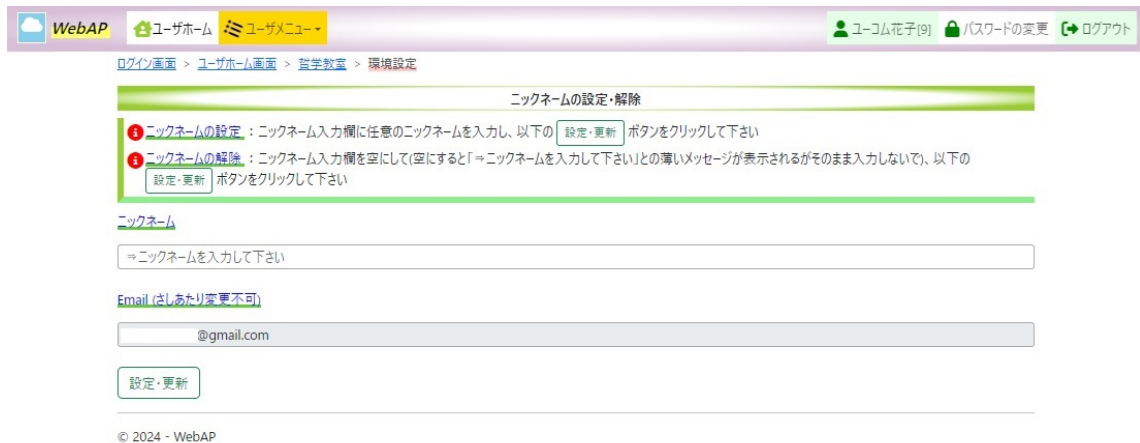 WebAP ユーザホーム ユーザメニュー ユーコム花子[9] パスワードの変更 ログアウト
ログイン画面 > ユーザホーム画面 > 哲学教室 > 環境設定
ニックネームの設定・解除
ニックネームの設定 : ニックネーム入力欄に任意のニックネームを入力し、以下の 設定・更新 ボタンをクリックして下さい
ニックネームの解除 : ニックネーム入力欄を空にして(空にすると「⇒ニックネームを入力して下さい」との薄いメッセージが表示されるがそのまま入力しないで)、以下の
設定・更新 ボタンをクリックして下さい
ニックネーム
⇒ニックネームを入力して下さい
Email (さしあたり変更不可)
@gmail.com
設定・更新
© 2024 - WebAP